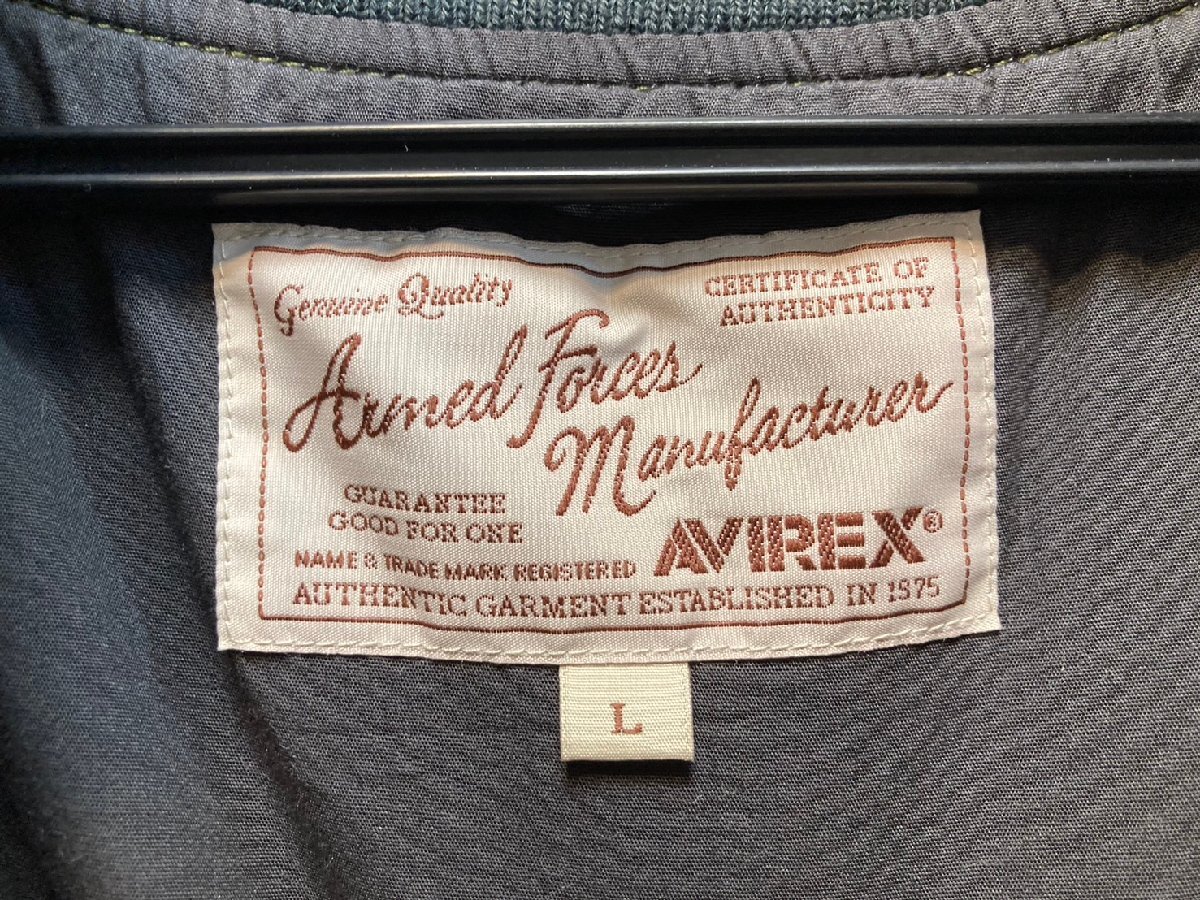 Genuine Quality
CERTIFICATE OF
AUTHENTICITY
Armed Forces
Manufacturer
GUARANTEE
GOOD FOR ONE
NAME & TRADE MARK REGISTERED
AVIREX®
AUTHENTIC GARMENT ESTABLISHED IN 1975
L